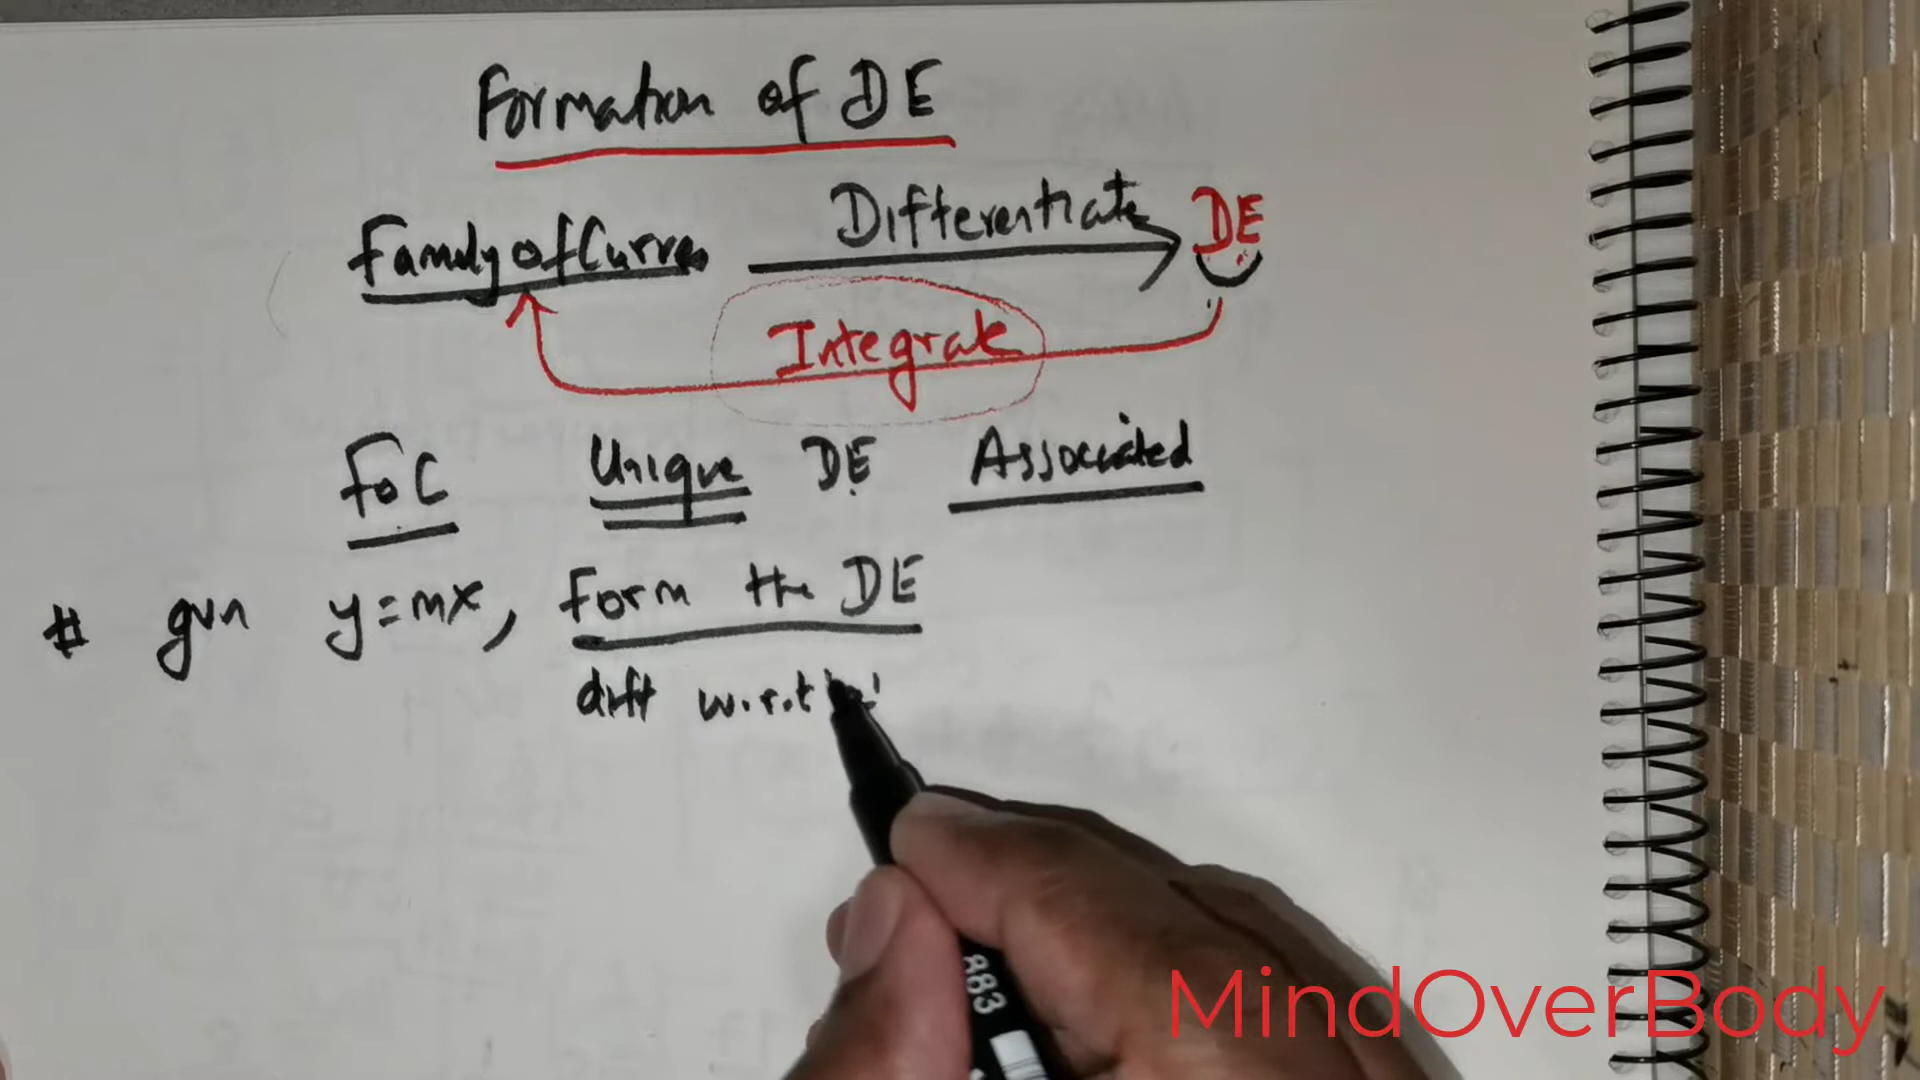 Formation of DE
Family of Curves Differentiate DE
Integrate
FoC Unique DE Associated
# gvn y=mx, Form the DE
diff w.r.t
883
MindOverBody